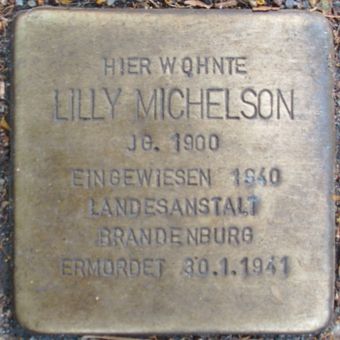 HIER WOHNTE
LILLY MICHELSON
JG. 1900
EINGEWIESEN 1940
LANDESANSTALT
BRANDENBURG
ERMORDET 30.1.1941